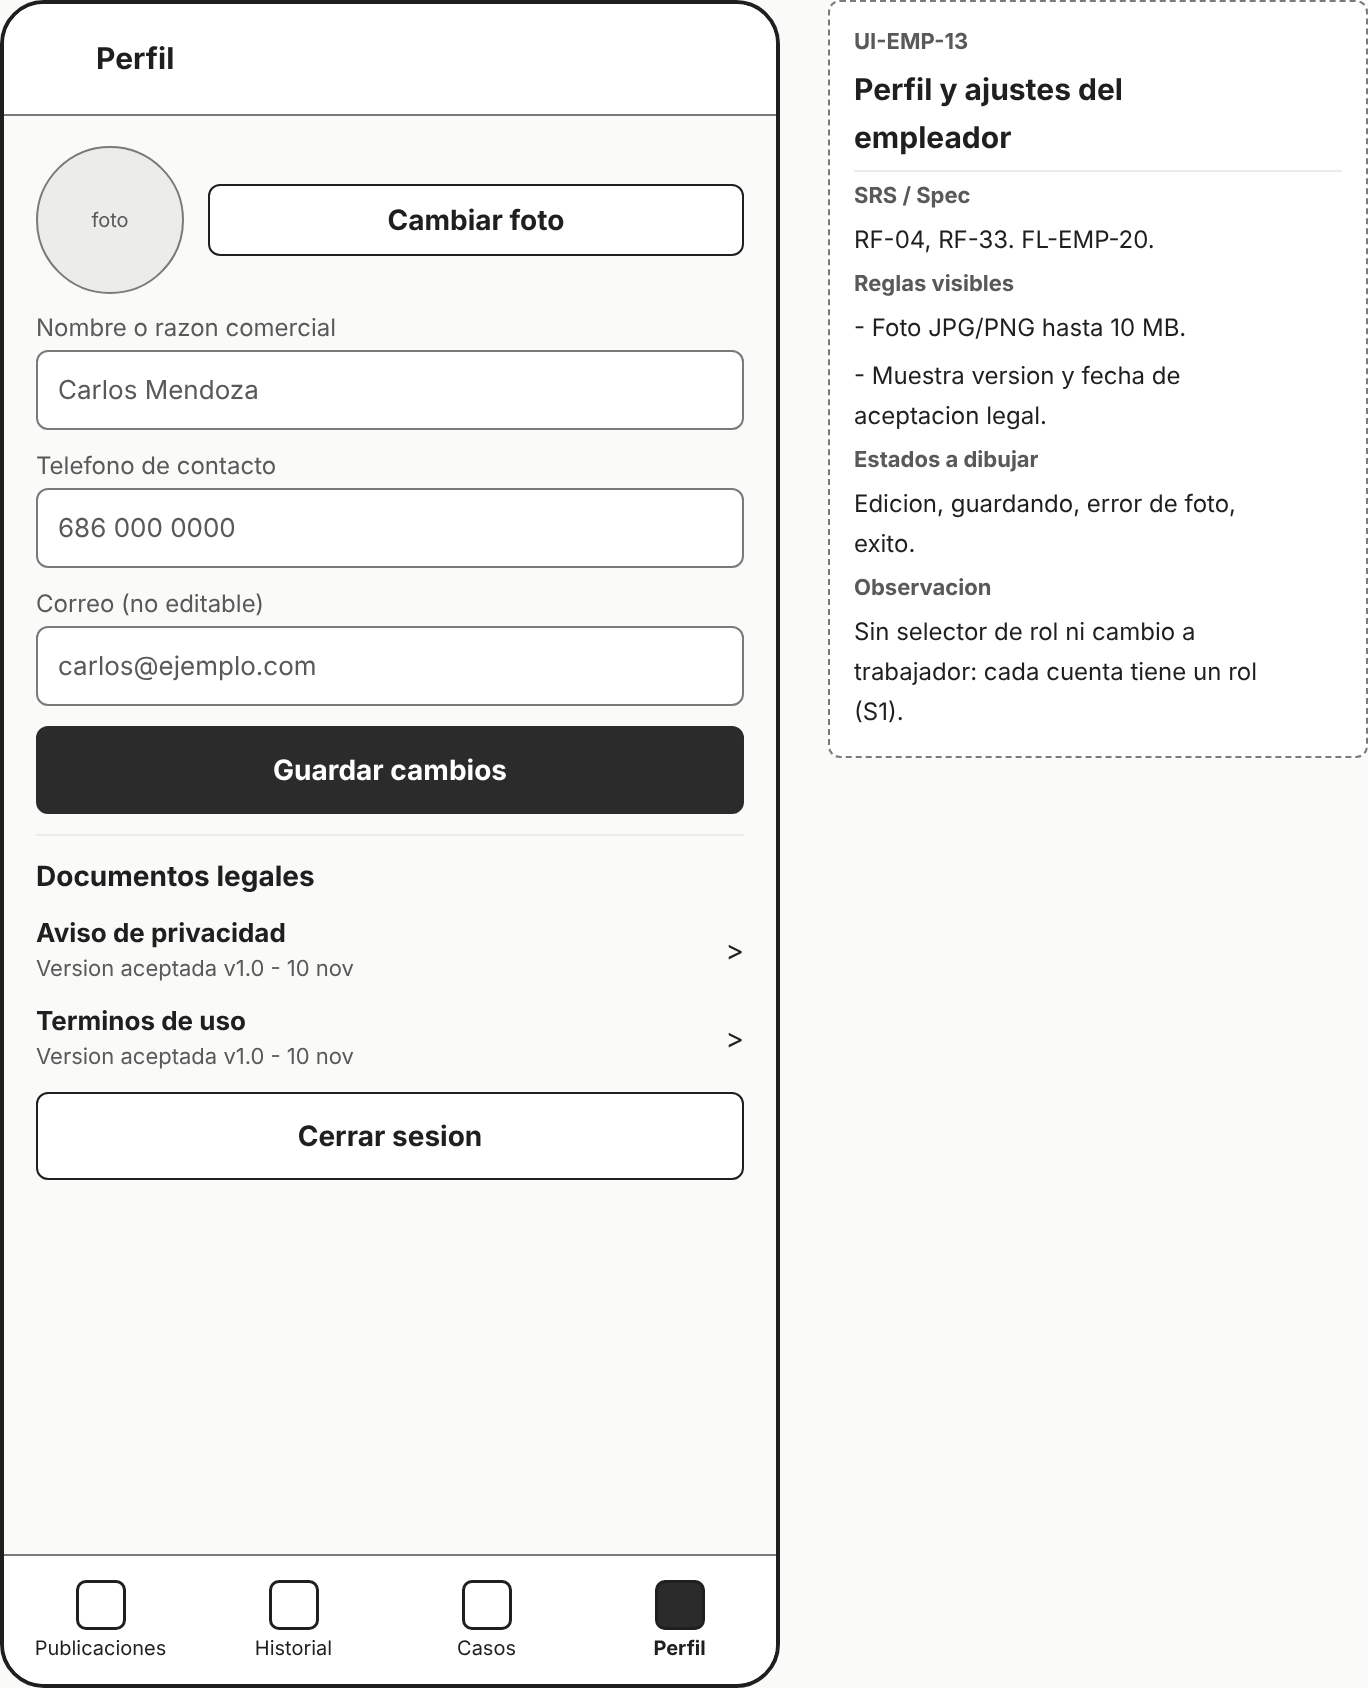 Perfil
foto
Cambiar foto
Nombre o razon comercial
Carlos Mendoza
Telefono de contacto
686 000 0000
Correo (no editable)
carlos@ejemplo.com
Guardar cambios
Documentos legales
Aviso de privacidad
Version aceptada v1.0 - 10 nov
>
Terminos de uso
Version aceptada v1.0 - 10 nov
>
Cerrar sesion
Publicaciones
Historial
Casos
Perfil
UI-EMP-13
Perfil y ajustes del
empleador
SRS / Spec
RF-04, RF-33. FL-EMP-20.
Reglas visibles
- Foto JPG/PNG hasta 10 MB.
- Muestra version y fecha de
aceptacion legal.
Estados a dibujar
Edicion, guardando, error de foto,
exito.
Observacion
Sin selector de rol ni cambio a
trabajador: cada cuenta tiene un rol
(S1).